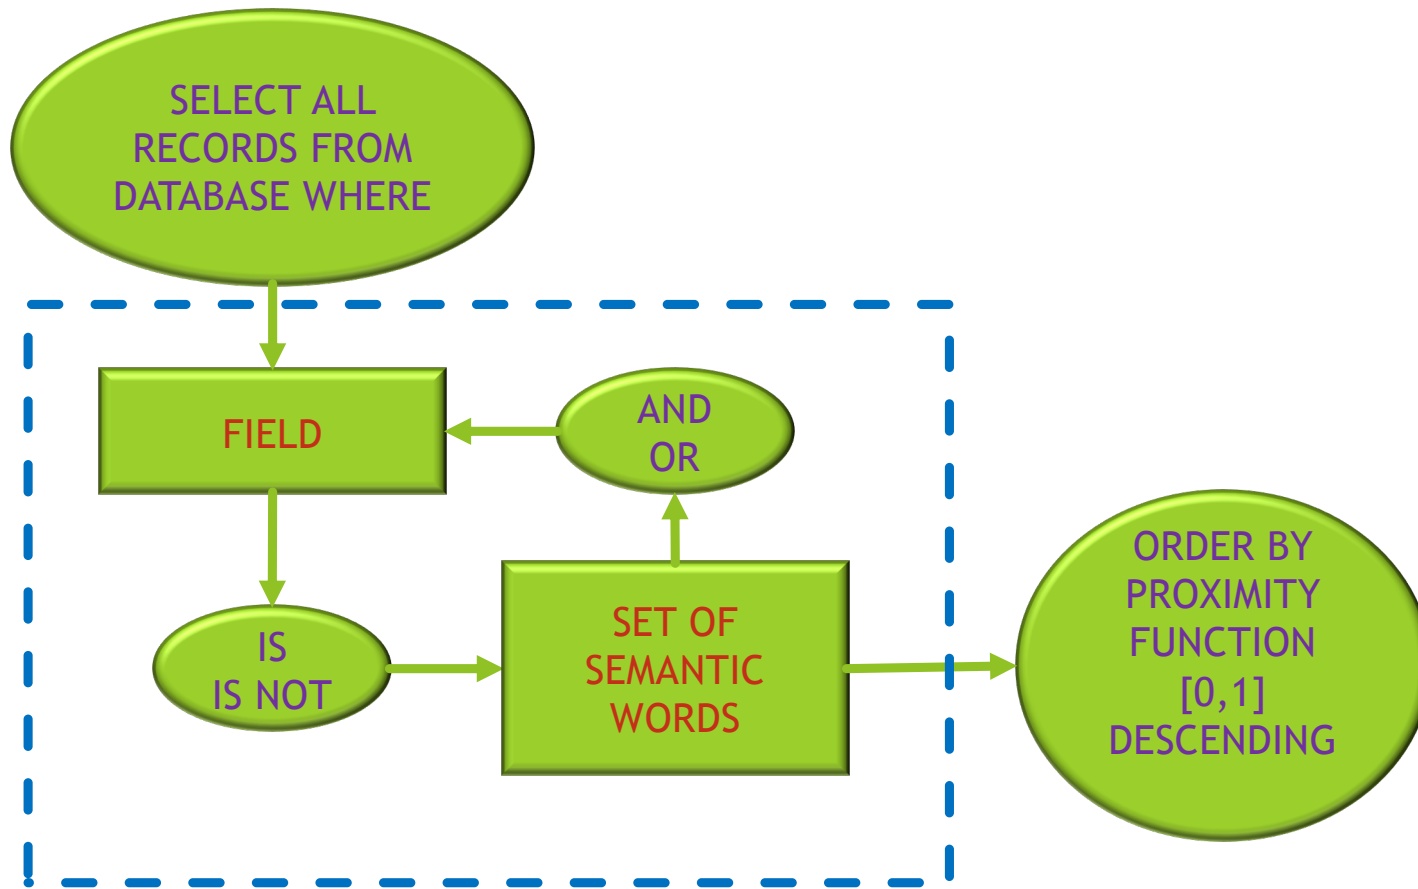 SELECT ALL
RECORDS FROM
DATABASE WHERE
FIELD
AND
OR
IS
IS NOT
SET OF
SEMANTIC
WORDS
ORDER BY
PROXIMITY
FUNCTION
[0,1]
DESCENDING